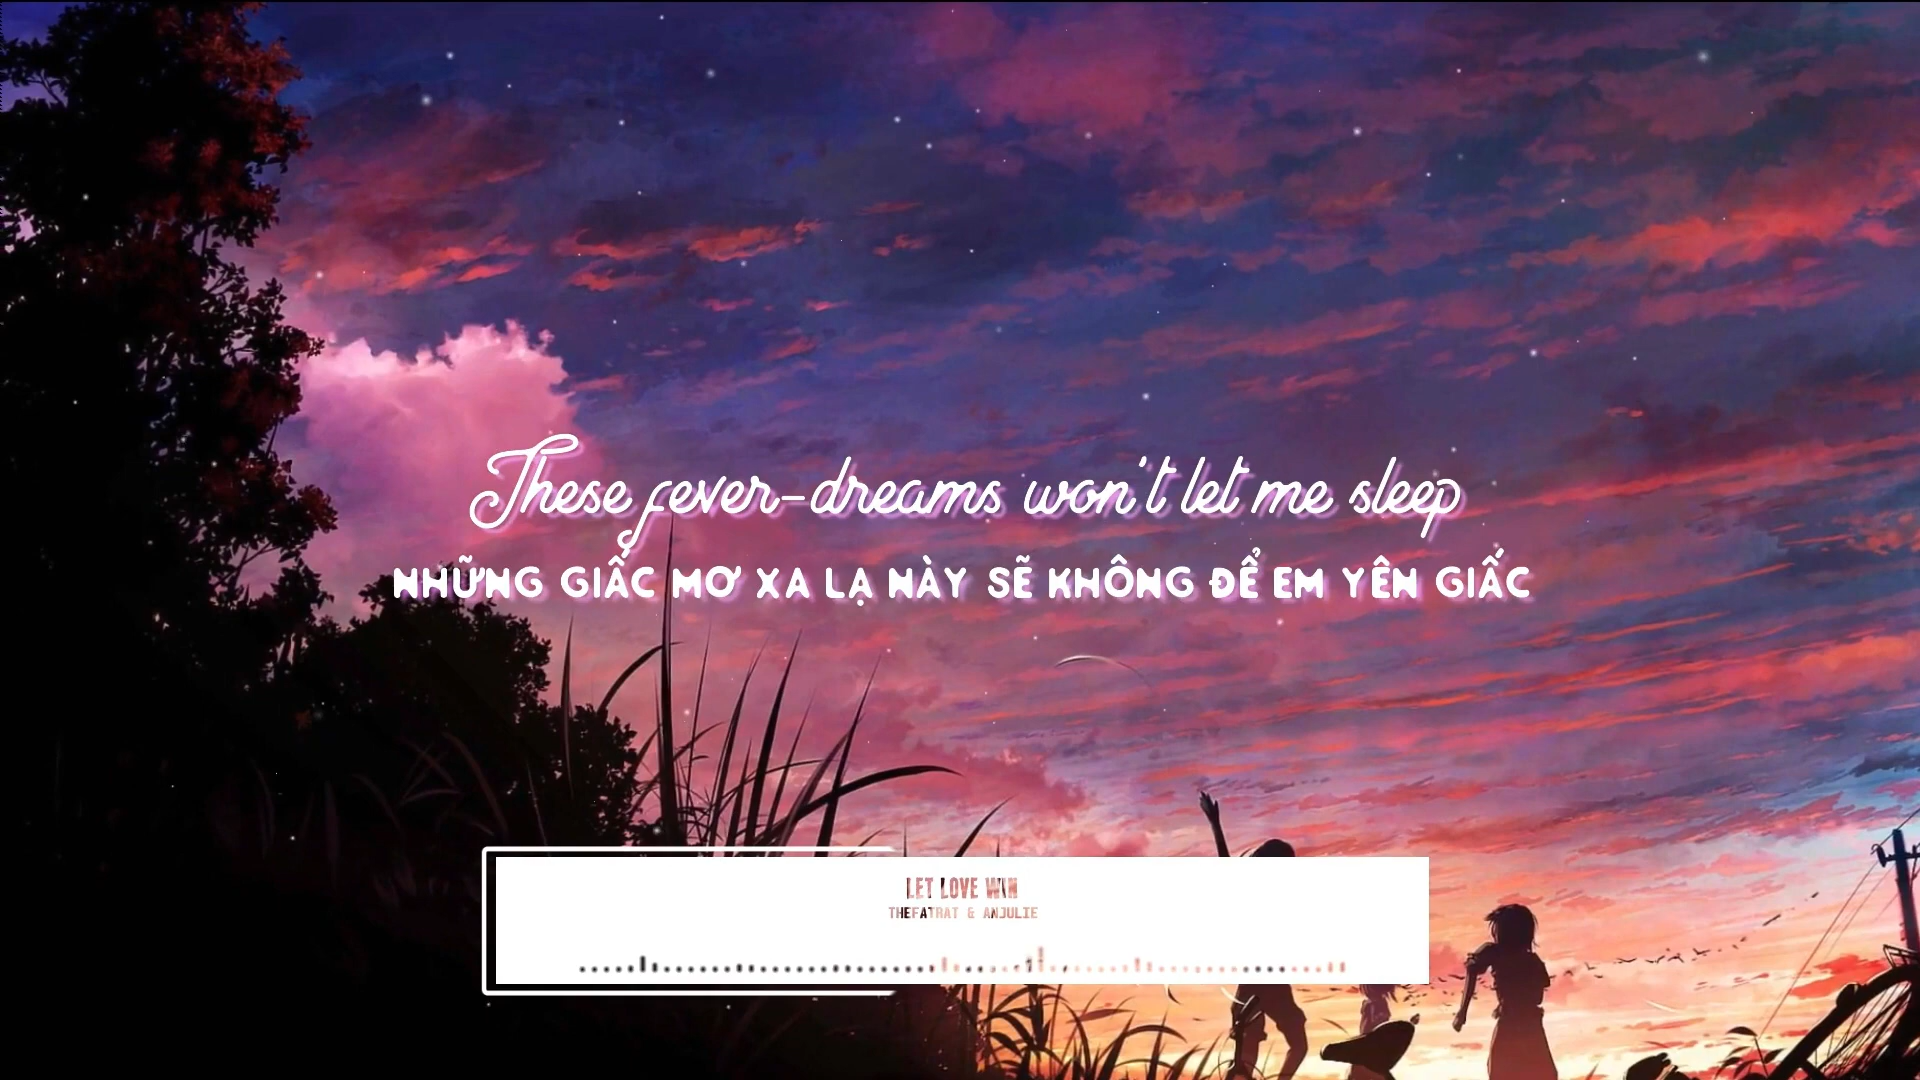 These fever-dreams won't let me sleep
NHỮNG GIẤC MƠ XA LẠ NÀY SẼ KHÔNG ĐỂ EM YÊN GIẤC
LET LOVE WIN
THEFATRAT & ANJULIE